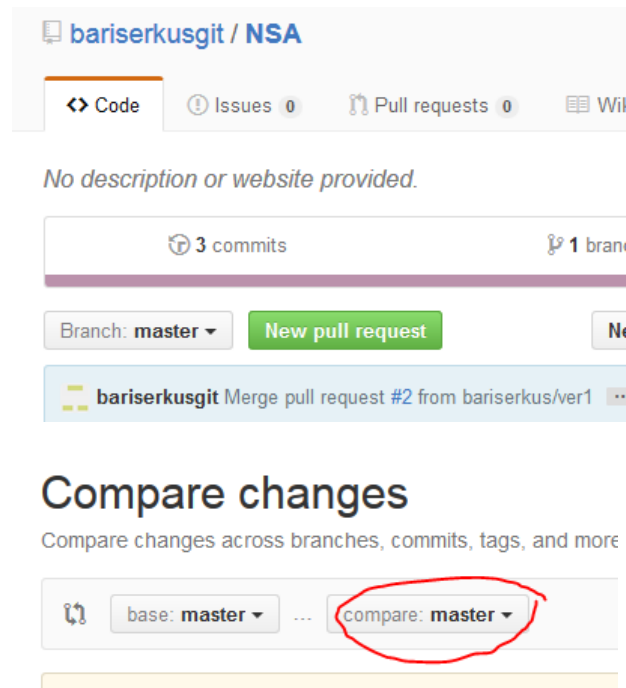 bariserkusgit / NSA
<> Code Issues 0 Pull requests 0
No description or website provided.
3 commits 1
Branch: master New pull request
bariserkusgit Merge pull request #2 from bariserkus/ver1 ...
Compare changes
Compare changes across branches, commits, tags, and more
base: master ... compare: master